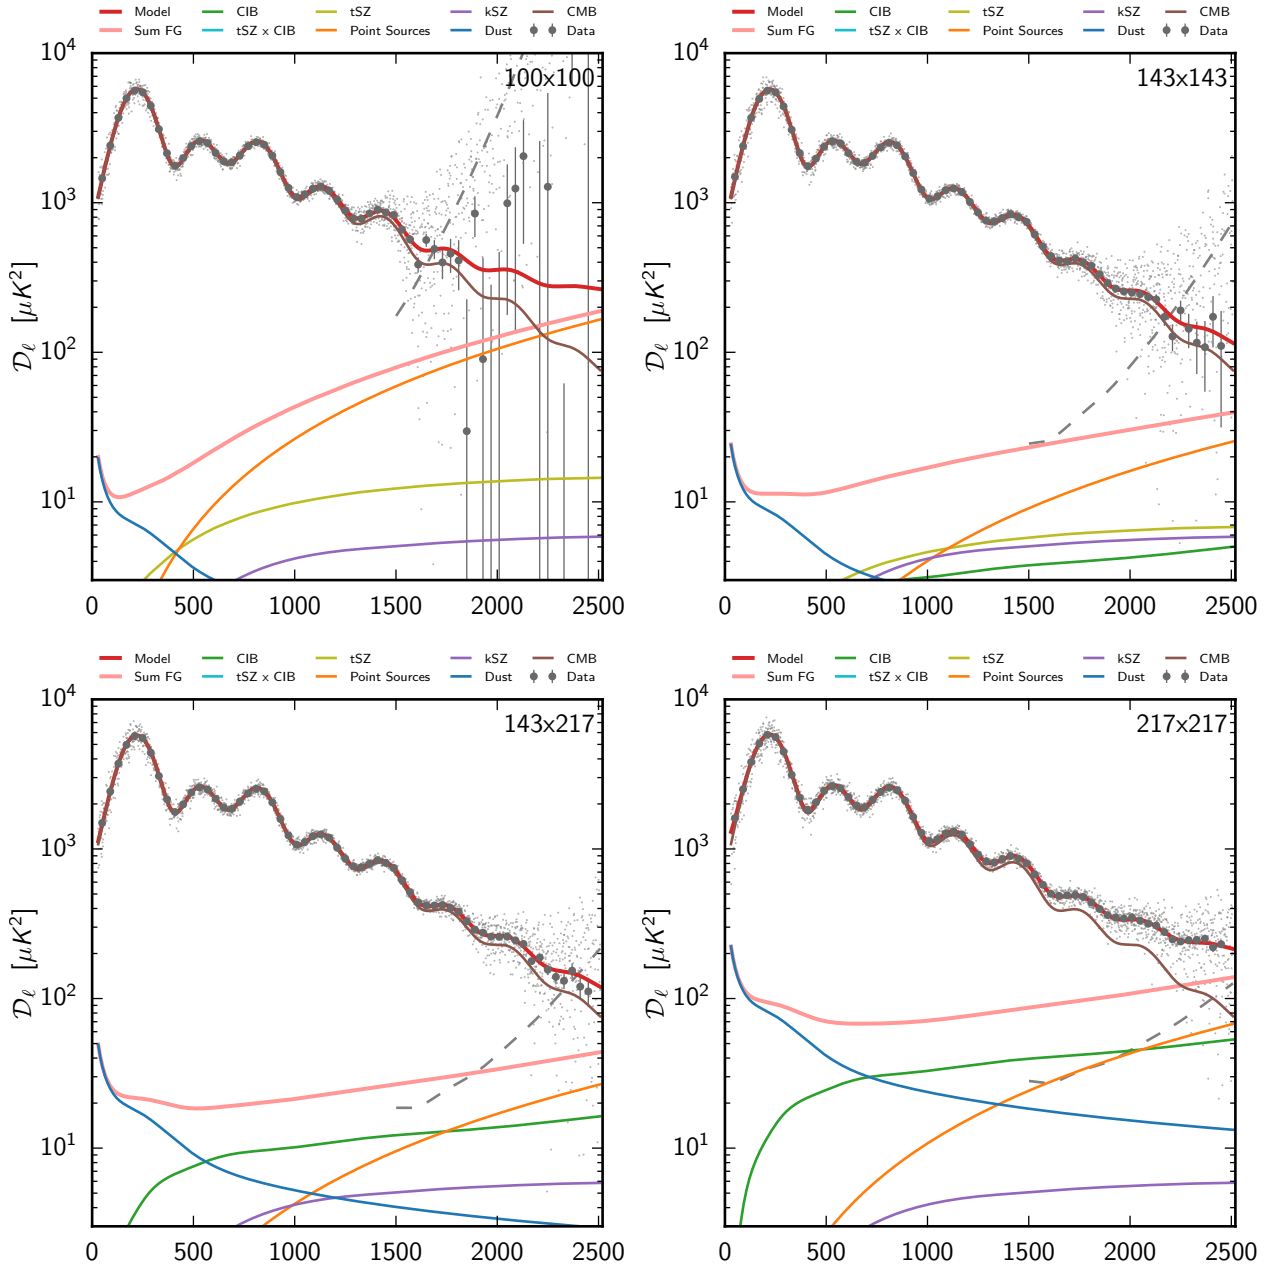 Model CIB tSZ kSZ CMB
Sum FG tSZ x CIB Point Sources Dust Data
100x100
10^4
10^3
10^2
10^1
𝒟_ℓ [μK^2]
0 500 1000 1500 2000 2500
Model CIB tSZ kSZ CMB
Sum FG tSZ x CIB Point Sources Dust Data
143x143
10^4
10^3
10^2
10^1
𝒟_ℓ [μK^2]
0 500 1000 1500 2000 2500
Model CIB tSZ kSZ CMB
Sum FG tSZ x CIB Point Sources Dust Data
143x217
10^4
10^3
10^2
10^1
𝒟_ℓ [μK^2]
0 500 1000 1500 2000 2500
Model CIB tSZ kSZ CMB
Sum FG tSZ x CIB Point Sources Dust Data
217x217
10^4
10^3
10^2
10^1
𝒟_ℓ [μK^2]
0 500 1000 1500 2000 2500